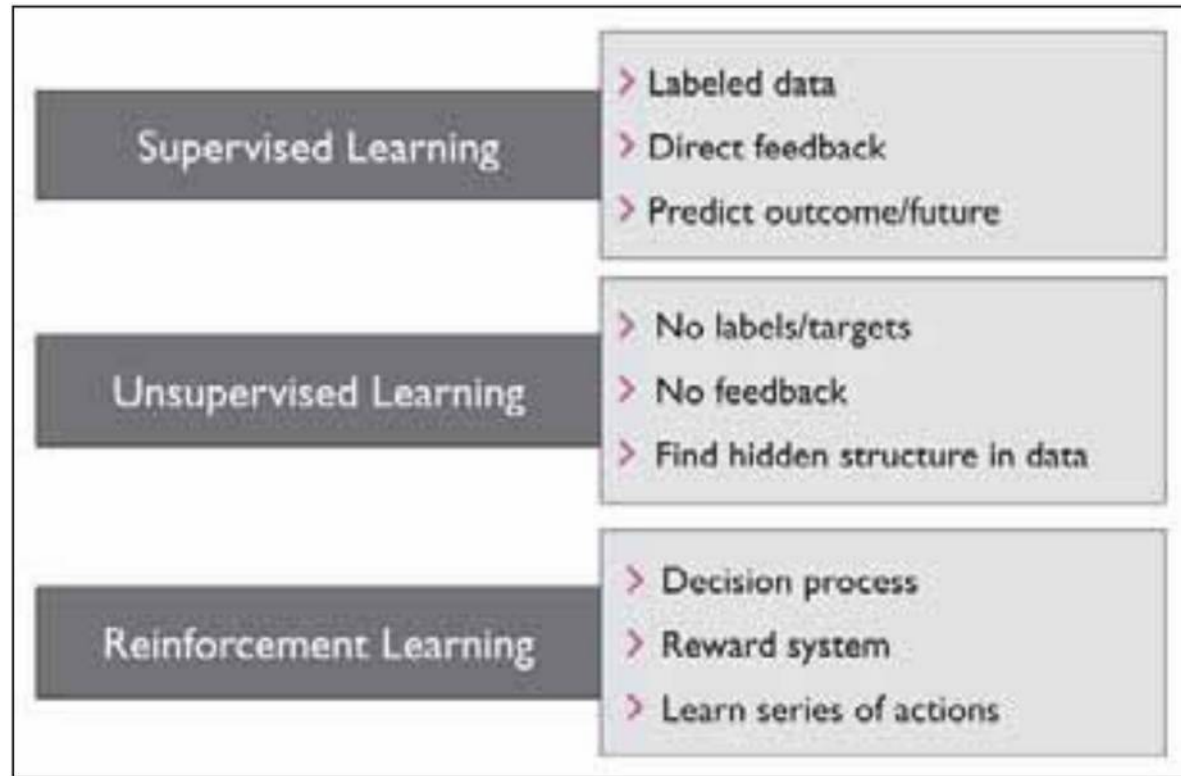 Supervised Learning
> Labeled data
> Direct feedback
> Predict outcome/future
Unsupervised Learning
> No labels/targets
> No feedback
> Find hidden structure in data
Reinforcement Learning
> Decision process
> Reward system
> Learn series of actions